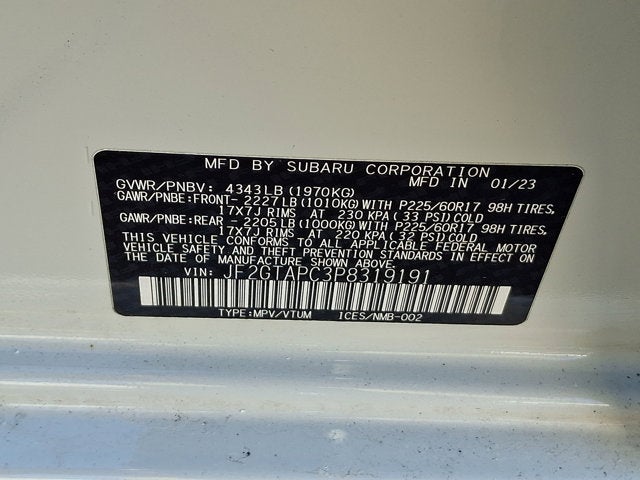 MFD BY SUBARU CORPORATION
GVWR/PNBV: 4343LB (1970KG) MFD IN 01/23
GAWR/PNBE:FRONT- 2227LB (1010KG) WITH P225/60R17 98H TIRES,
17X7J RIMS AT 230 KPA (33 PSI) COLD
GAWR/PNBE:REAR -2205LB (1000KG) WITH P225/60R17 98H TIRES,
17X7J RIMS AT 220 KPA (33 PSI) COLD
THIS VEHICLE CONFORMS TO ALL APPLICABLE FEDERAL MOTOR
VEHICLE SAFETY AND THEFT PREVENTION STANDARDS IN EFFECT ON
THE DATE OF MANUFACTURE SHOWN ABOVE.
VIN: JF2GTAPC3P8319191
TYPE:MPV/VTUM 1CES/NMB-002